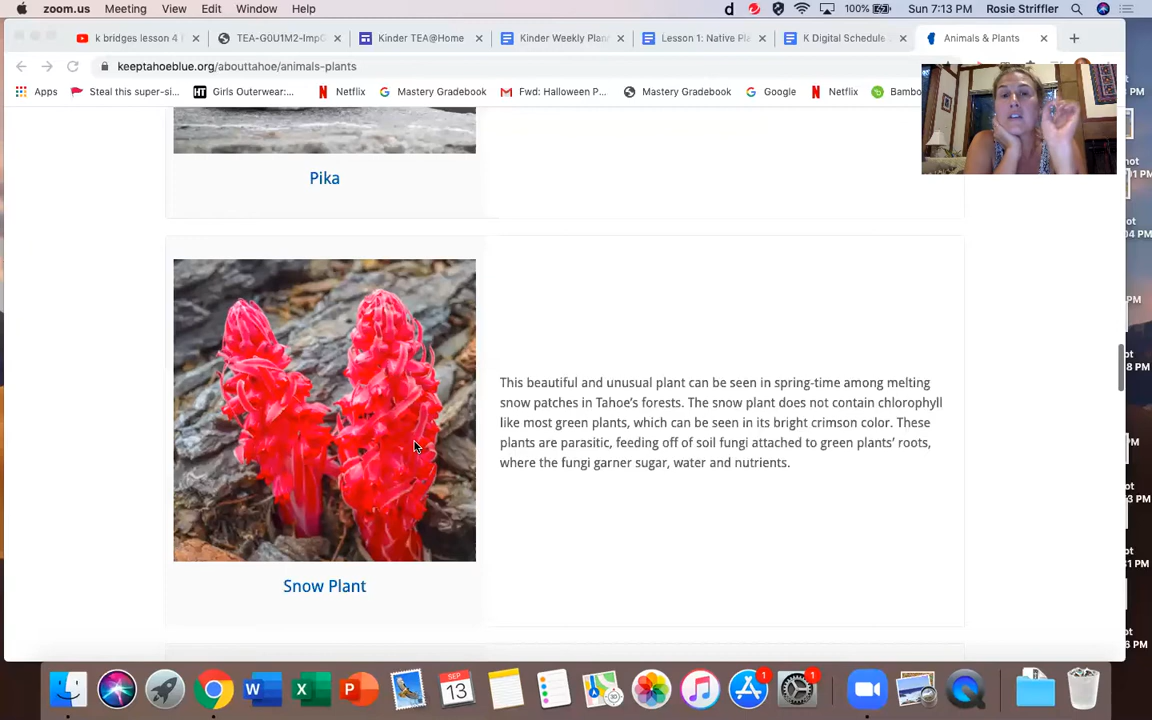 zoom.us Meeting View Edit Window Help 100% Sun 7:13 PM Rosie Striffler
k bridges lesson 4 TEA-G0U1M2-Imp Kinder TEA@Home Kinder Weekly Plan Lesson 1: Native Pl K Digital Schedule Animals & Plants
keeptahoeblue.org/abouttahoe/animals-plants
Apps Steal this super-si... Girls Outerwear:... Netflix Mastery Gradebook Fwd: Halloween P... Mastery Gradebook Google Netflix Bambo
Pika
This beautiful and unusual plant can be seen in spring-time among melting
snow patches in Tahoe's forests. The snow plant does not contain chlorophyll
like most green plants, which can be seen in its bright crimson color. These
plants are parasitic, feeding off of soil fungi attached to green plants' roots,
where the fungi garner sugar, water and nutrients.
Snow Plant
SEP
13